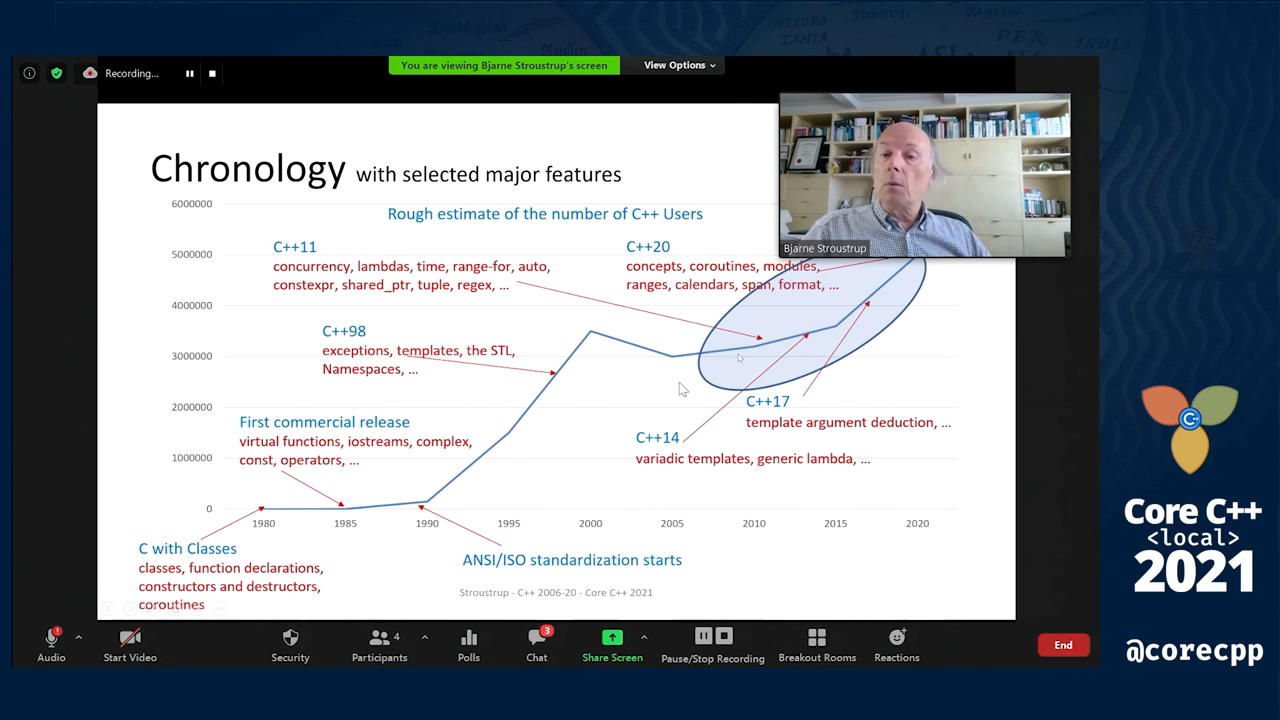 MESOPO
TAMIA
PER
INDIA
Recording...
You are viewing Bjarne Stroustrup's screen
View Options
Bjarne Stroustrup
Chronology with selected major features
6000000
Rough estimate of the number of C++ Users
5000000
C++11
concurrency, lambdas, time, range-for, auto,
constexpr, shared_ptr, tuple, regex, ...
C++20
concepts, coroutines, modules,
ranges, calendars, span, format, ...
4000000
C++98
exceptions, templates, the STL,
Namespaces, ...
3000000
2000000
C++17
template argument deduction, ...
First commercial release
virtual functions, iostreams, complex,
const, operators, ...
C++14
variadic templates, generic lambda, ...
1000000
0
1980
1985
1990
1995
2000
2005
2010
2015
2020
C with Classes
classes, function declarations,
constructors and destructors,
coroutines
ANSI/ISO standardization starts
Stroustrup - C++ 2006-20 - Core C++ 2021
Audio
Start Video
Security
4
Participants
Polls
3
Chat
Share Screen
Pause/Stop Recording
Breakout Rooms
Reactions
End
C++
Core C++
<local>
2021
@corecpp